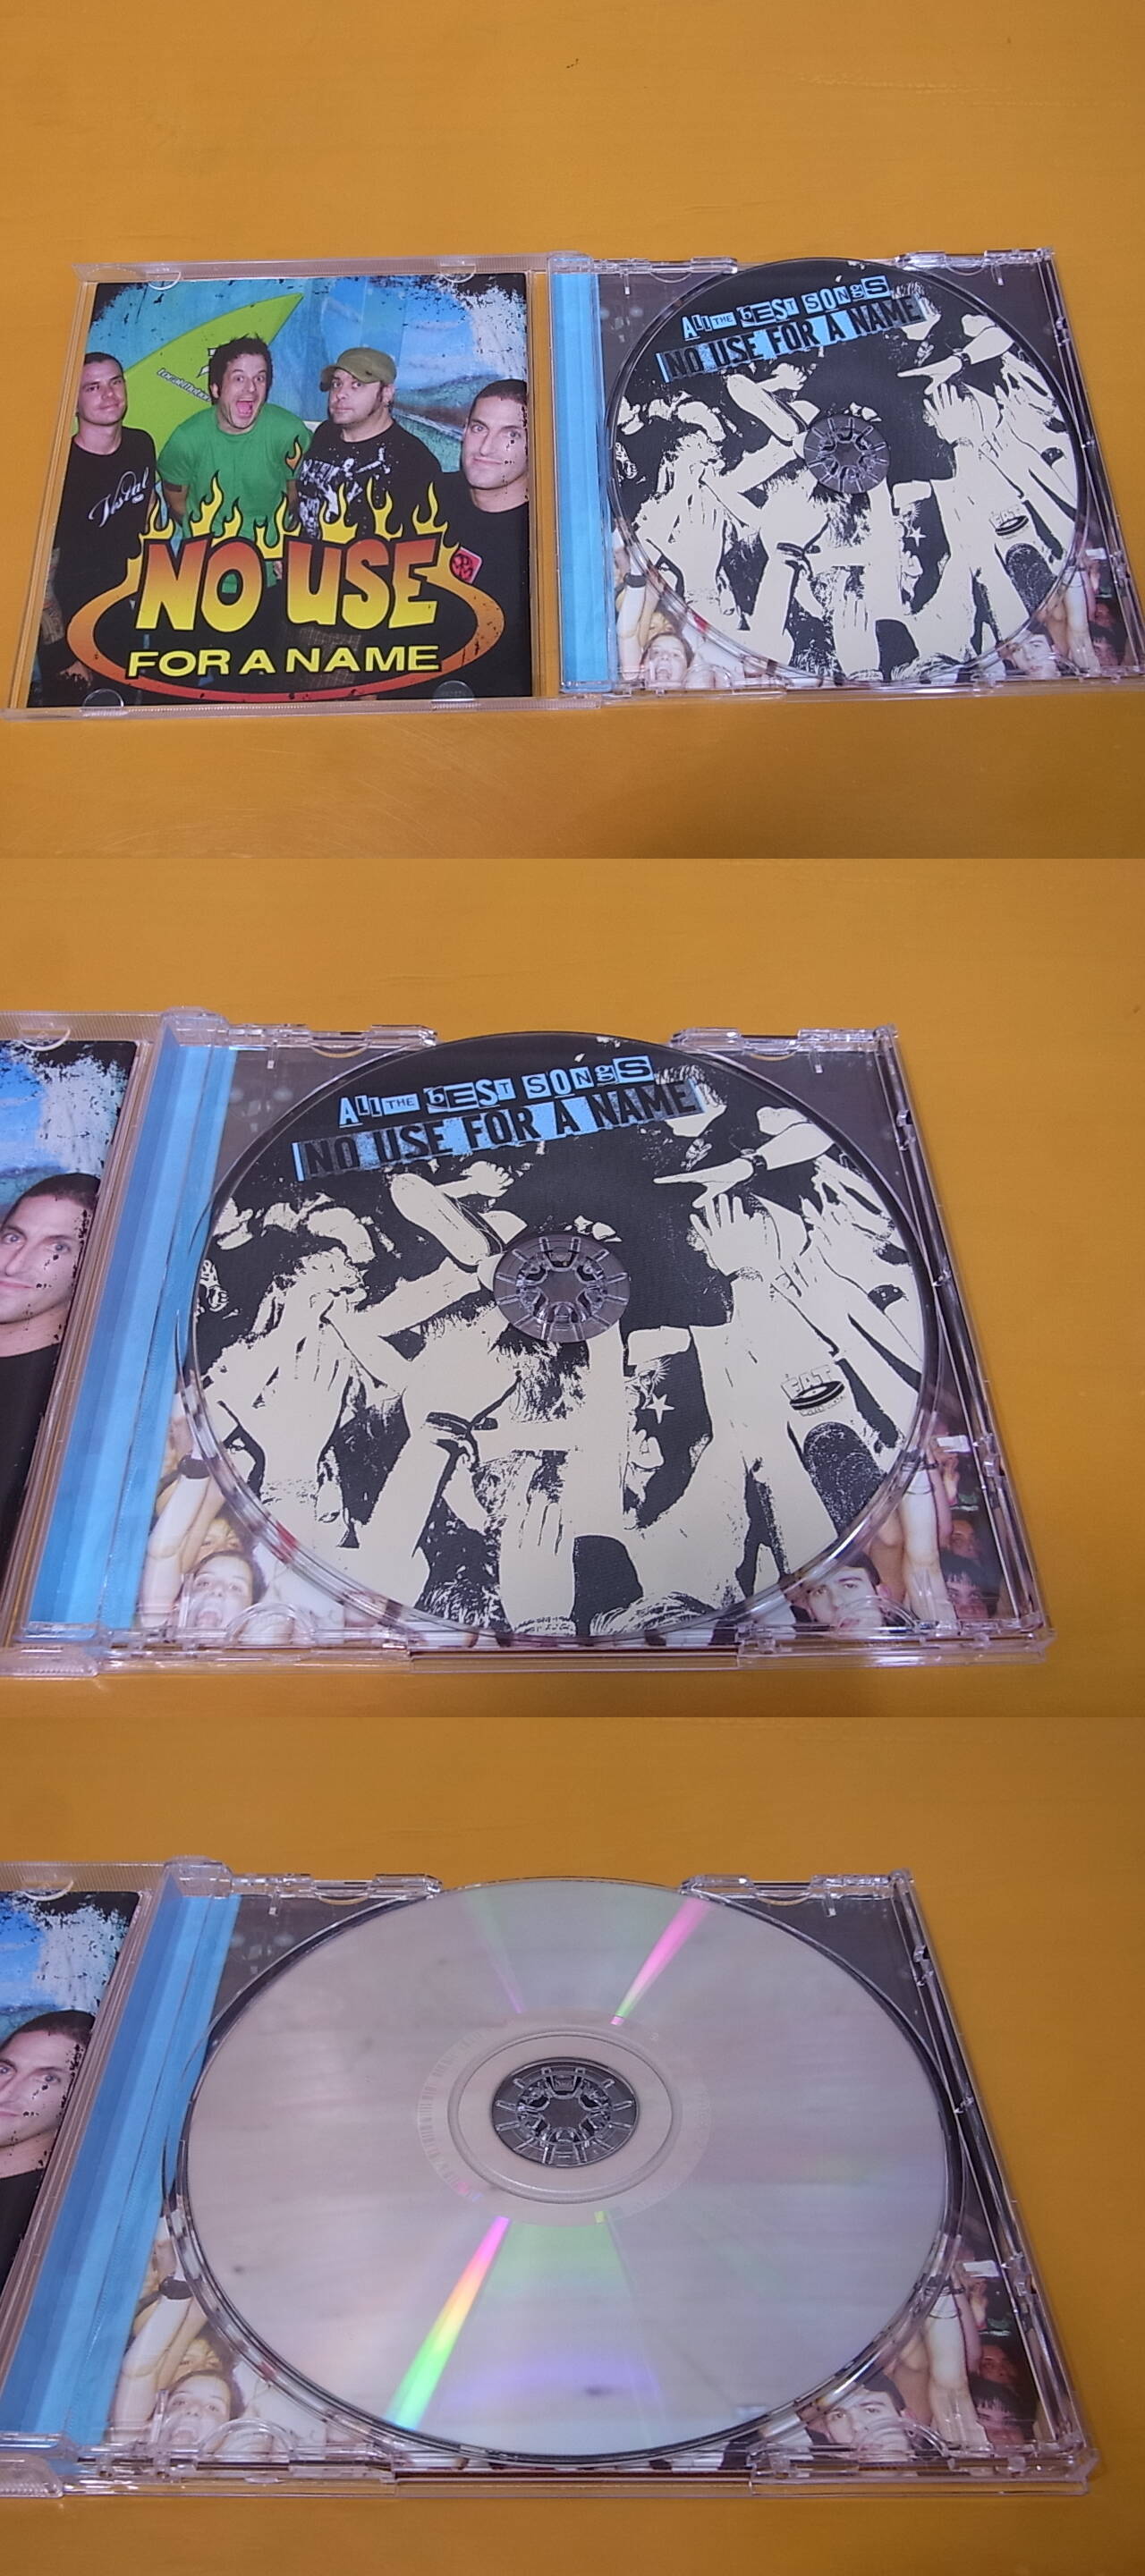 Vestal
NO USE
FOR A NAME
ALL THE bEST SONgS
NO USE FOR A NAME
ALL THE bEST SONgS
NO USE FOR A NAME
FAT